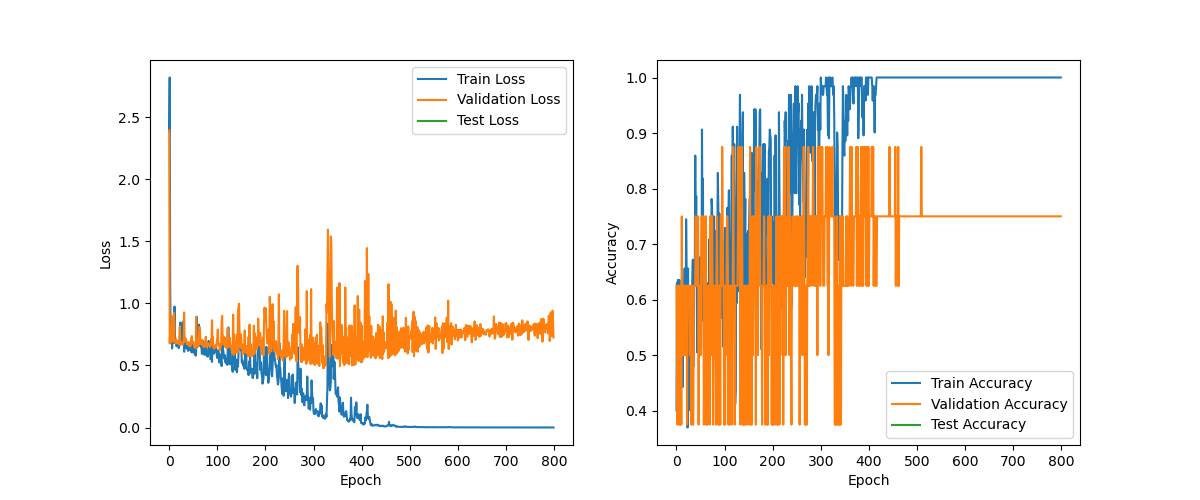 Train Loss
Validation Loss
Test Loss
2.5
2.0
1.5
1.0
0.5
0.0
Loss
0 100 200 300 400 500 600 700 800
Epoch
1.0
0.9
0.8
0.7
0.6
0.5
0.4
Accuracy
Train Accuracy
Validation Accuracy
Test Accuracy
0 100 200 300 400 500 600 700 800
Epoch